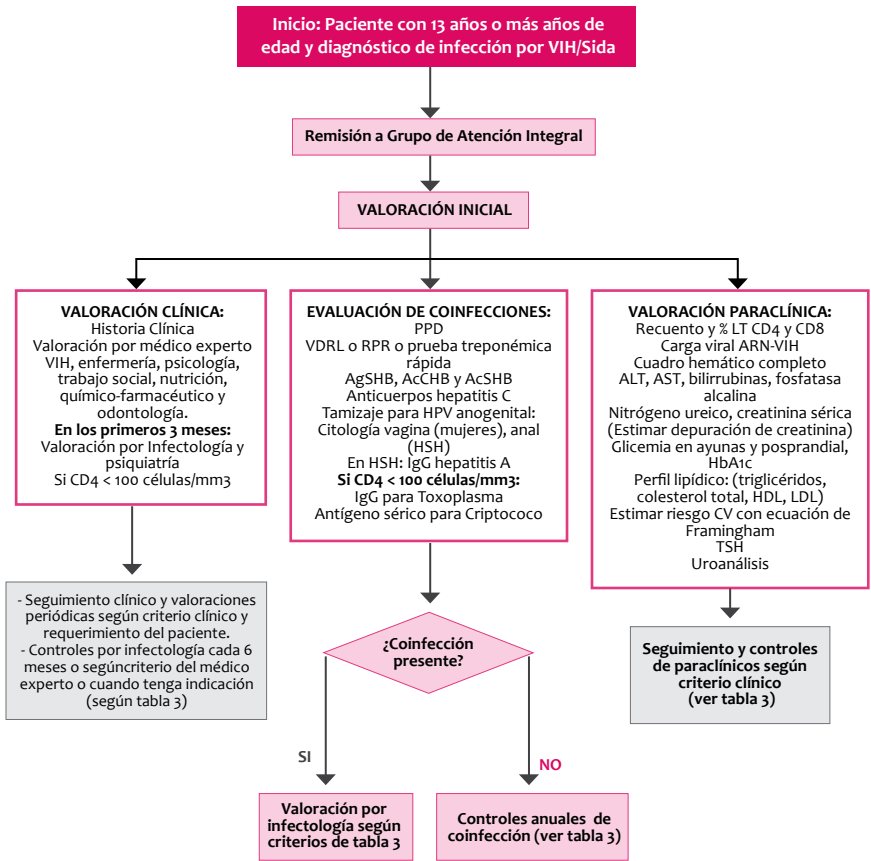 Inicio: Paciente con 13 años o más años de
edad y diagnóstico de infección por VIH/Sida
Remisión a Grupo de Atención Integral
VALORACIÓN INICIAL
VALORACIÓN CLÍNICA:
Historia Clínica
Valoración por médico experto
VIH, enfermería, psicología,
trabajo social, nutrición,
químico-farmacéutico y
odontología.
En los primeros 3 meses:
Valoración por Infectología y
psiquiatría
Si CD4 < 100 células/mm3
EVALUACIÓN DE COINFECCIONES:
PPD
VDRL o RPR o prueba treponémica
rápida
AgSHB, AcCHB y AcSHB
Anticuerpos hepatitis C
Tamizaje para HPV anogenital:
Citología vagina (mujeres), anal
(HSH)
En HSH: IgG hepatitis A
Si CD4 < 100 células/mm3:
IgG para Toxoplasma
Antígeno sérico para Criptococo
VALORACIÓN PARACLÍNICA:
Recuento y % LT CD4 y CD8
Carga viral ARN-VIH
Cuadro hemático completo
ALT, AST, bilirrubinas, fosfatasa
alcalina
Nitrógeno ureico, creatinina sérica
(Estimar depuración de creatinina)
Glicemia en ayunas y posprandial,
HbA1c
Perfil lipídico: (triglicéridos,
colesterol total, HDL, LDL)
Estimar riesgo CV con ecuación de
Framingham
TSH
Uroanálisis
- Seguimiento clínico y valoraciones
periódicas según criterio clínico y
requerimiento del paciente.
- Controles por infectología cada 6
meses o segúncriterio del médico
experto o cuando tenga indicación
(según tabla 3)
¿Coinfección
presente?
Seguimiento y controles
de paraclínicos según
criterio clínico
(ver tabla 3)
SI
NO
Valoración por
infectología según
criterios de tabla 3
Controles anuales de
coinfección (ver tabla 3)